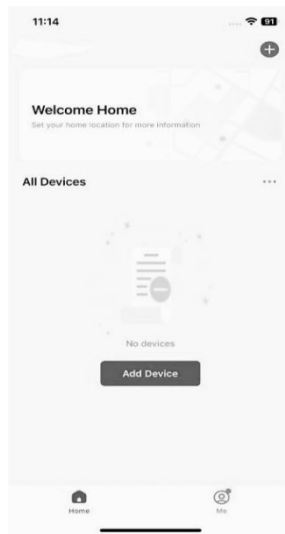 11:14
91
Welcome Home
Set your home location for more information
All Devices
No devices
Add Device
Home
Me